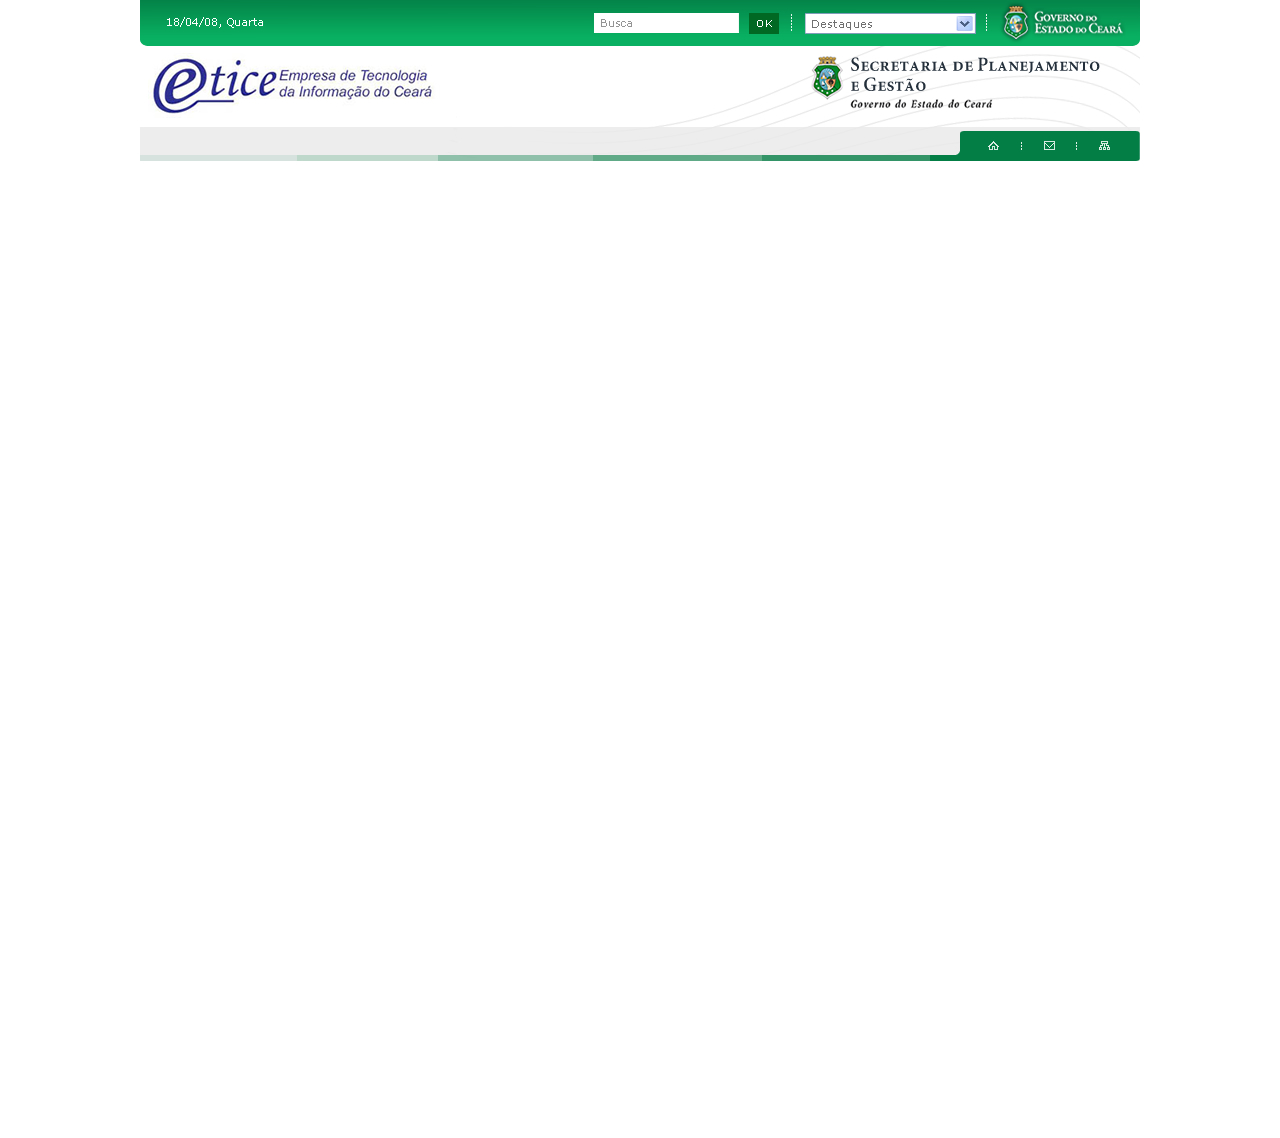 18/04/08, Quarta
Busca
OK
Destaques
GOVERNO DO
ESTADO DO CEARÁ
etice
Empresa de Tecnologia
da Informação do Ceará
SECRETARIA DE PLANEJAMENTO
E GESTÃO
Governo do Estado do Ceará